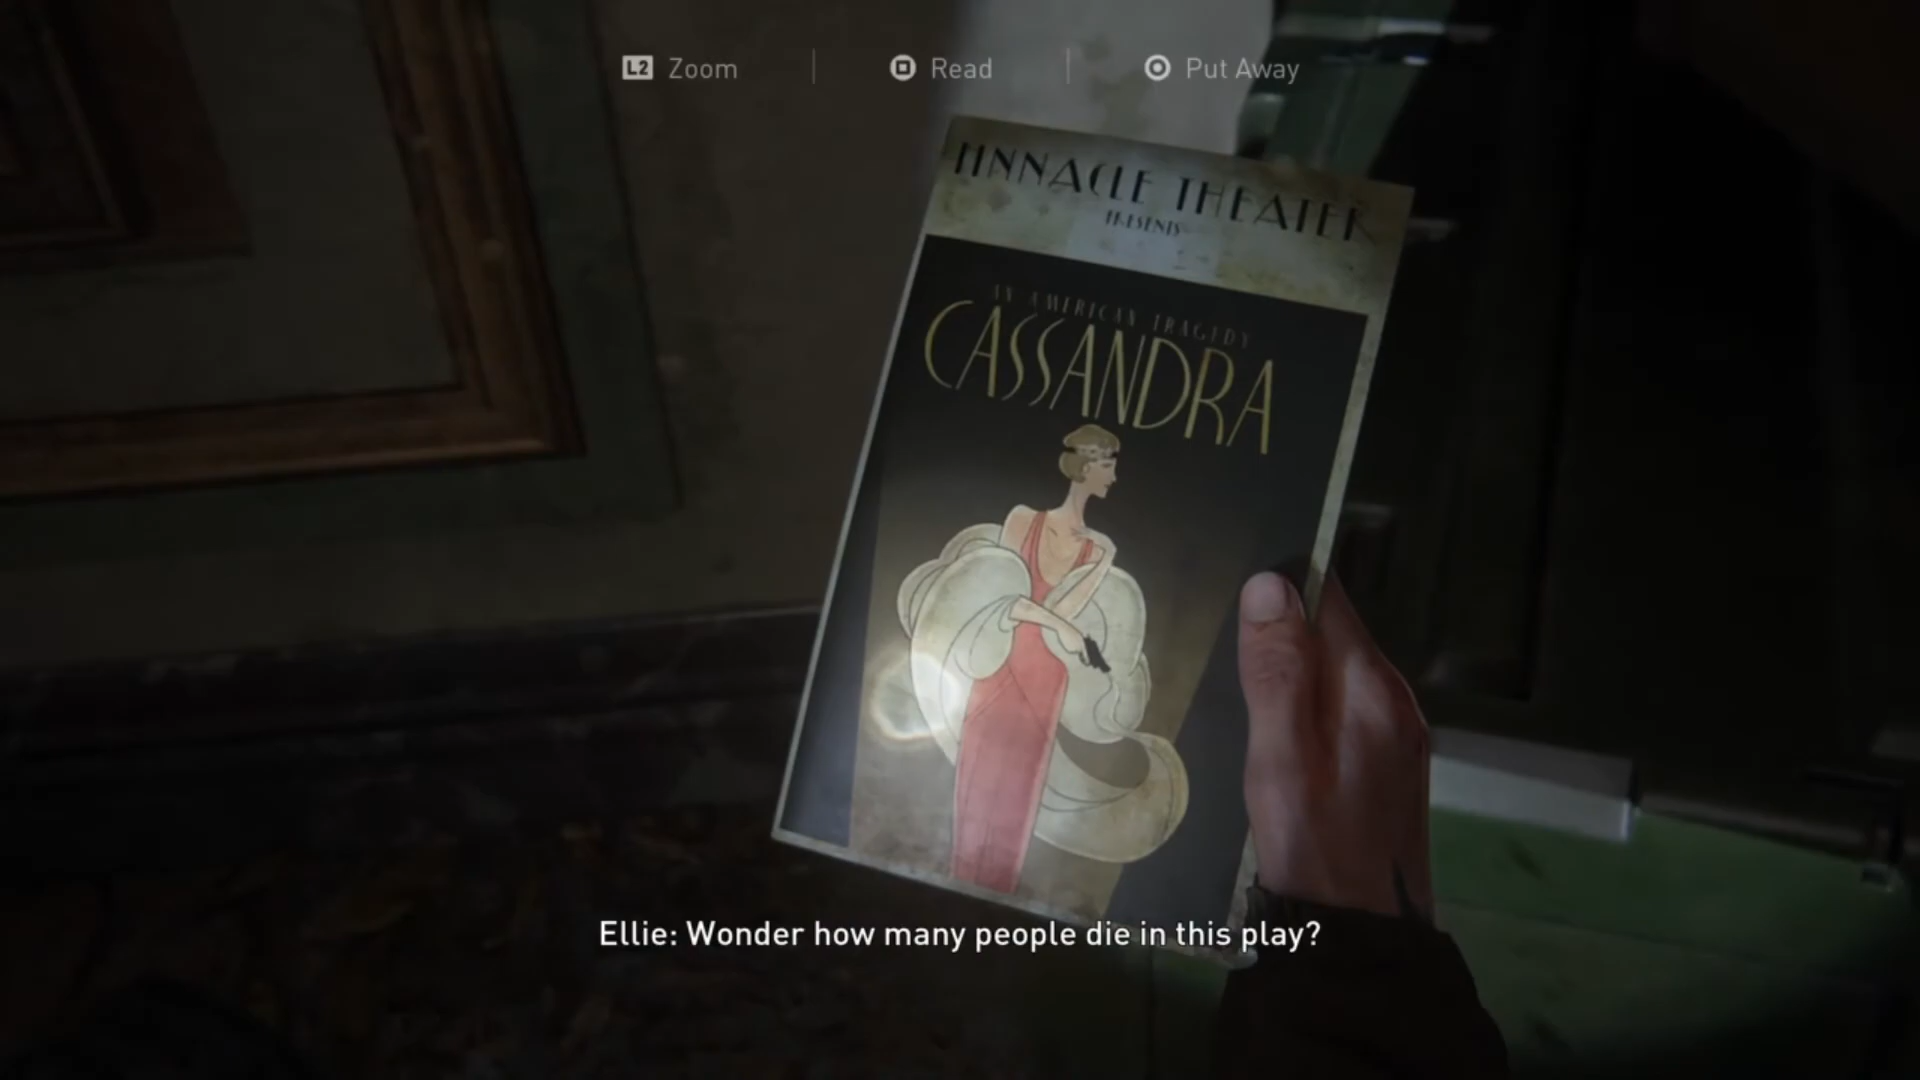 L2 Zoom
Read
Put Away
PINNACLE THEATER
PRESENTS
AN AMERICAN TRAGEDY
CASSANDRA
Ellie: Wonder how many people die in this play?